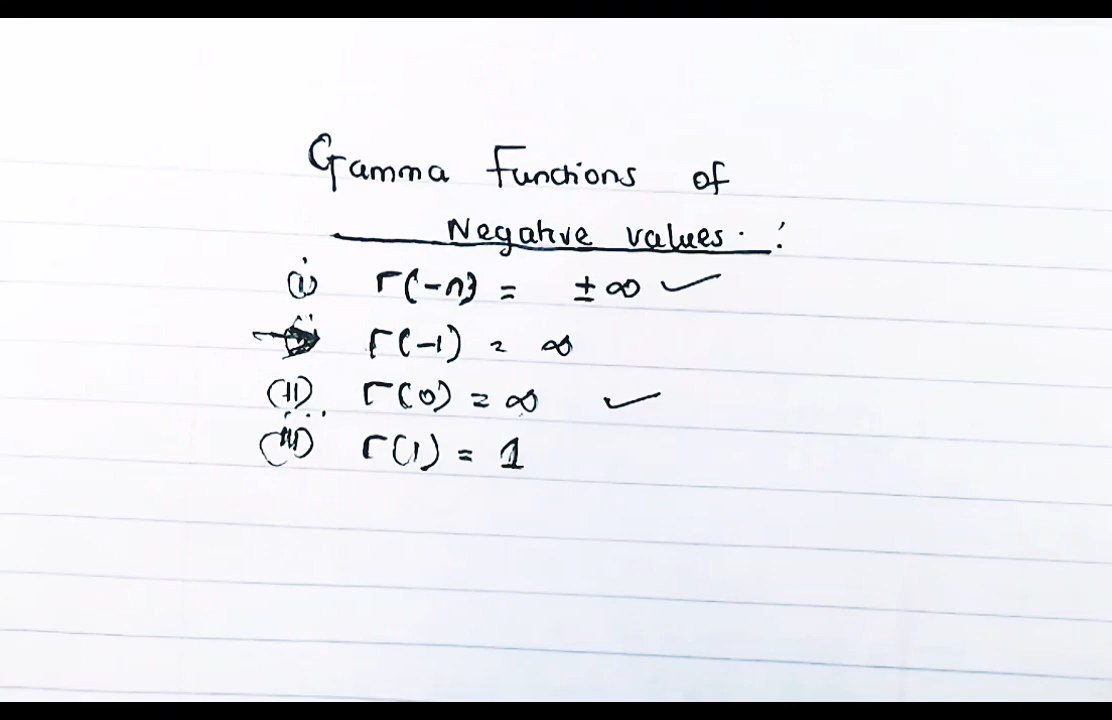 Gamma Functions of
Negative values. :
(i) Γ(-n) = ± ∞ ✓
Γ(-1) = ∞
(ii) Γ(0) = ∞ ✓
(iii) Γ(1) = 1